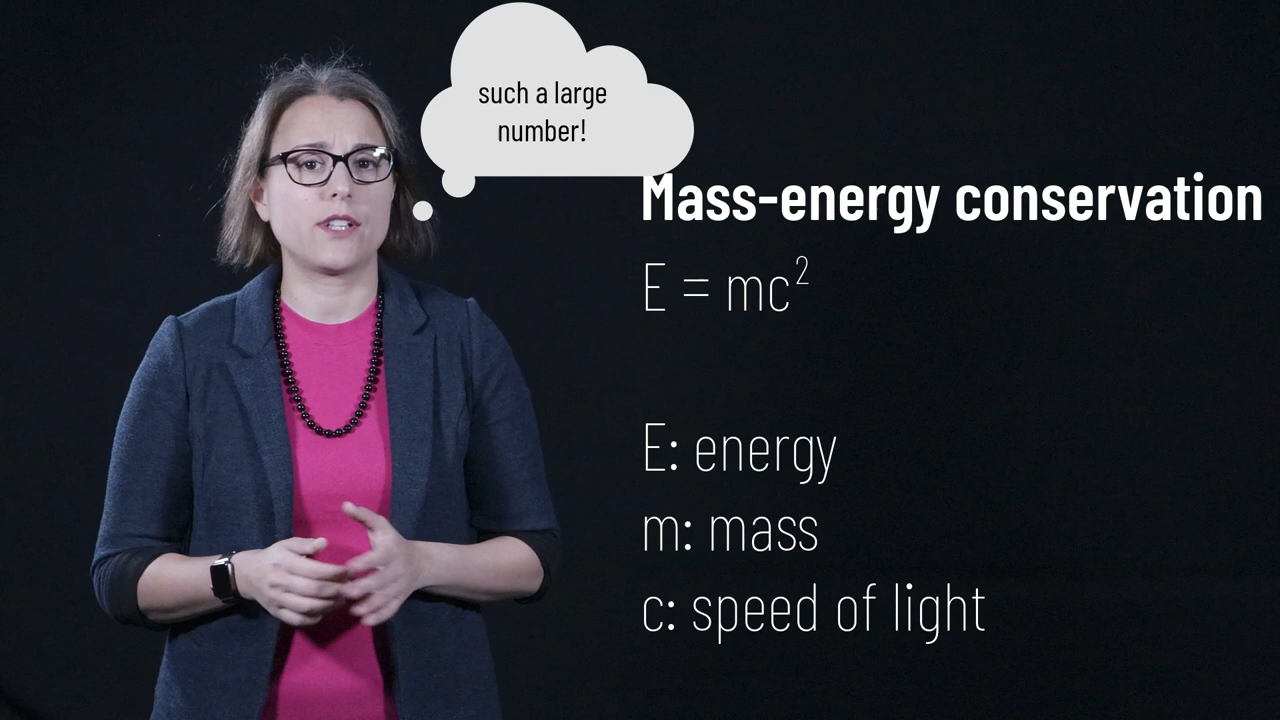 such a large
number!
Mass-energy conservation
E = mc²
E: energy
m: mass
c: speed of light